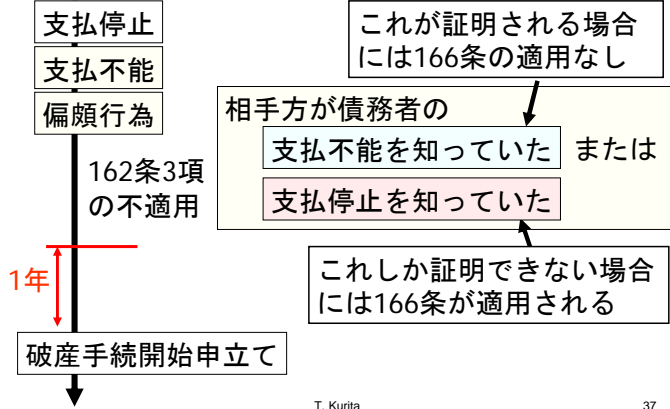 支払停止
支払不能
偏頗行為
162条3項
の不適用
1年
破産手続開始申立て
これが証明される場合
には166条の適用なし
相手方が債務者の
支払不能を知っていた または
支払停止を知っていた
これしか証明できない場合
には166条が適用される
T. Kurita
37